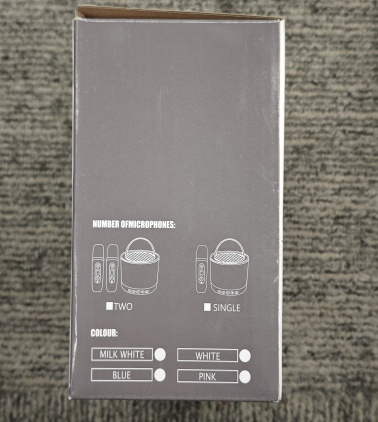 NUMBER OFMICROPHONES:
TWO
SINGLE
COLOUR:
MILK WHITE
WHITE
BLUE
PINK